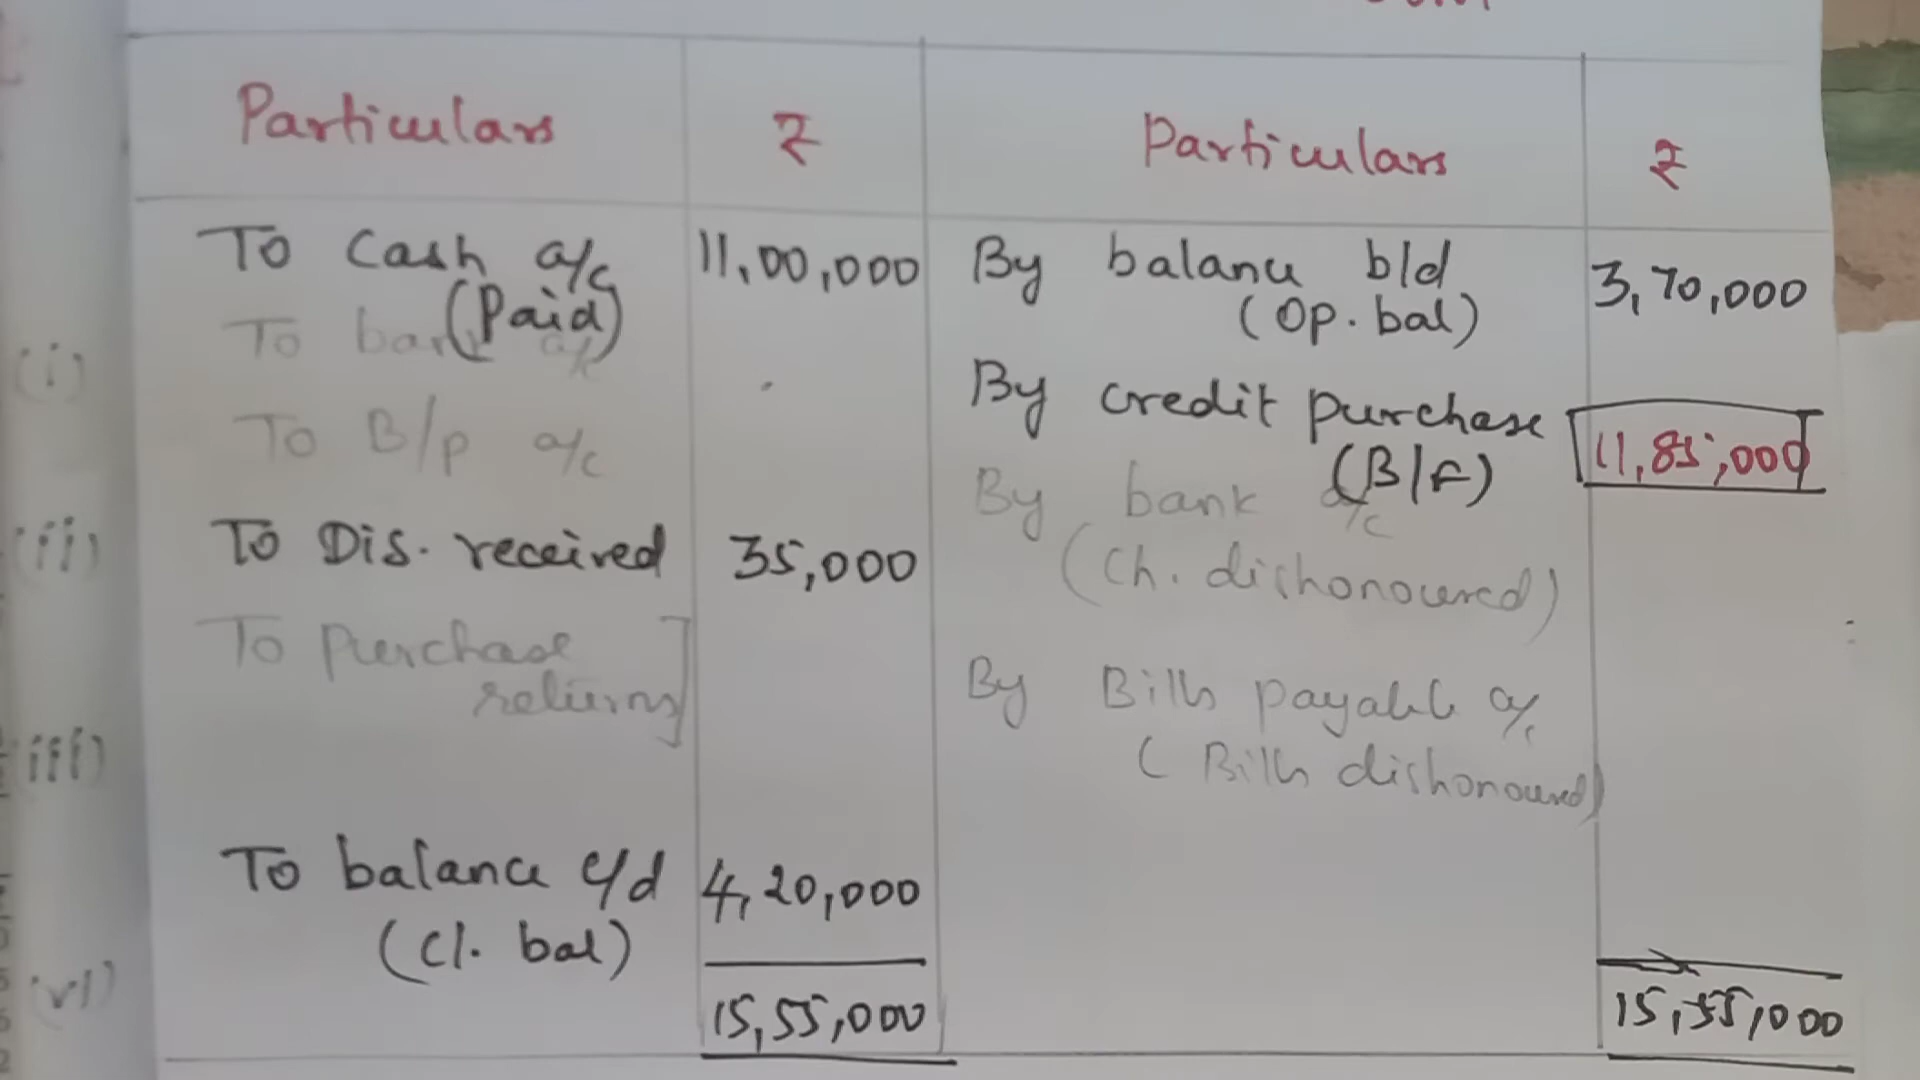 Particulars ₹ Particulars ₹
To Cash a/c 11,00,000 By balance b/d 3,70,000
(Paid) (Op. bal)
To bank a/c
By credit purchase 11,85,000
To B/p a/c (B/F)
By bank a/c
To Dis. received 35,000 (Ch. dishonoured)
To purchase
returns
By Bills payable a/c
(Bills dishonoured)
To balance c/d 4,20,000
(Cl. bal)
15,55,000 15,55,000
(i)
(ii)
(iii)